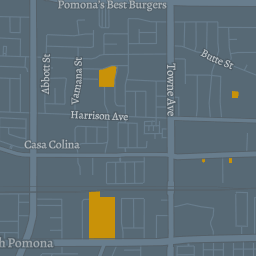 Pomona's Best Burgers
Butte St
Abbott St
Vamana St
Towne Ave
Harrison Ave
Casa Colina
h Pomona